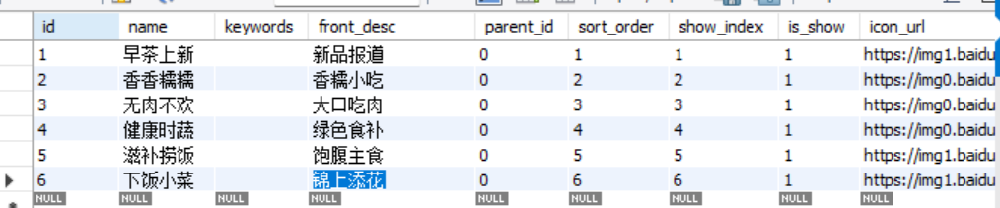 id name keywords front_desc parent_id sort_order show_index is_show icon_url
1 早茶上新 新品报道 0 1 1 1 https://img1.baidu
2 香香糯糯 香糯小吃 0 2 2 1 https://img0.baidu
3 无肉不欢 大口吃肉 0 3 3 1 https://img0.baidu
4 健康时蔬 绿色食补 0 4 4 1 https://img0.baidu
5 滋补捞饭 饱腹主食 0 5 5 1 https://img1.baidu
6 下饭小菜 锦上添花 0 6 6 1 https://img1.baidu
NULL NULL NULL NULL NULL NULL NULL NULL NULL